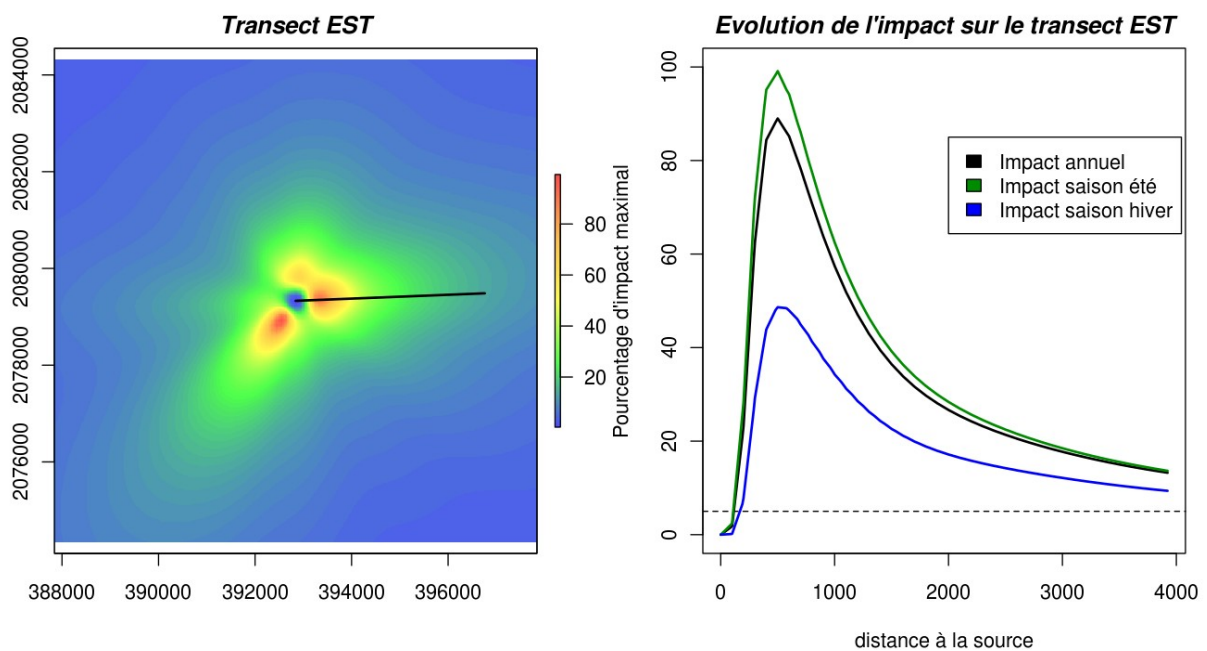 Transect EST
2084000
2082000
2080000
2078000
2076000
388000 390000 392000 394000 396000
80
60
40
20
Pourcentage d'impact maximal
Evolution de l'impact sur le transect EST
100
80
60
40
20
0
Impact annuel
Impact saison été
Impact saison hiver
0 1000 2000 3000 4000
distance à la source